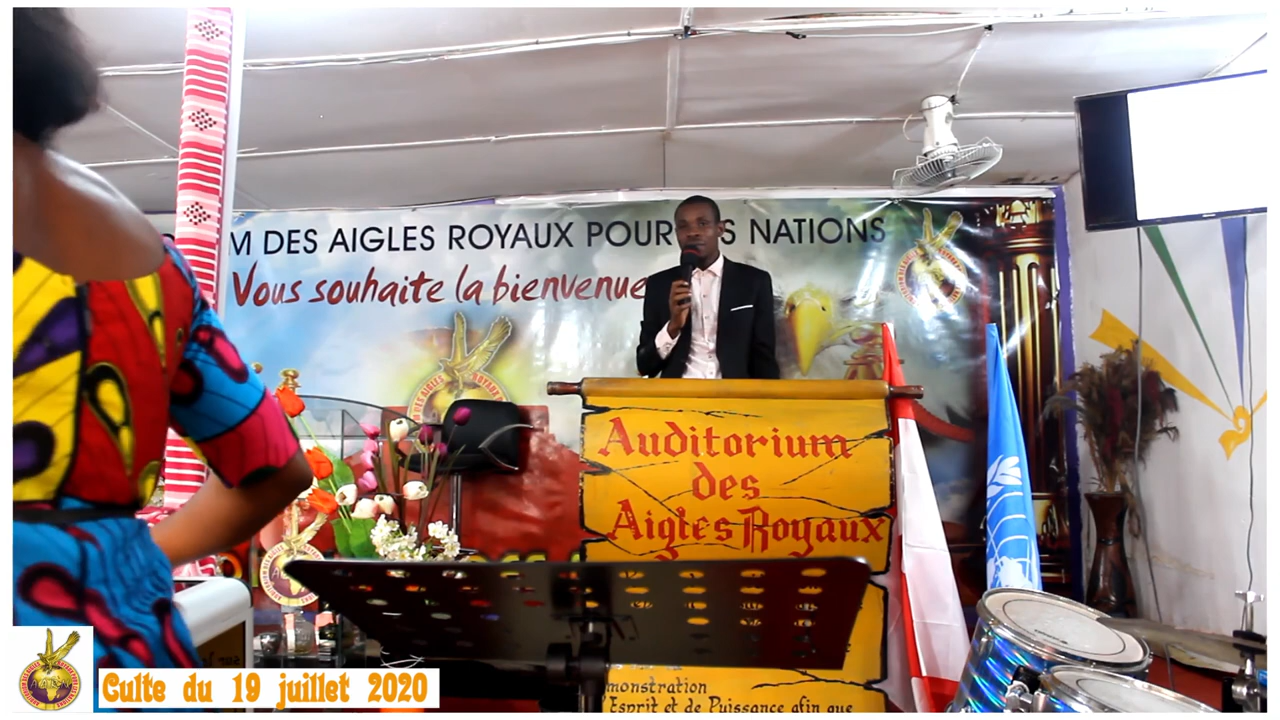 M DES AIGLES ROYAUX POUR S NATIONS
Vous souhaite la bienvenue
Auditorium
des
Aigles Royaux
monstration
l'Esprit et de Puissance afin que
Culte du 19 juillet 2020